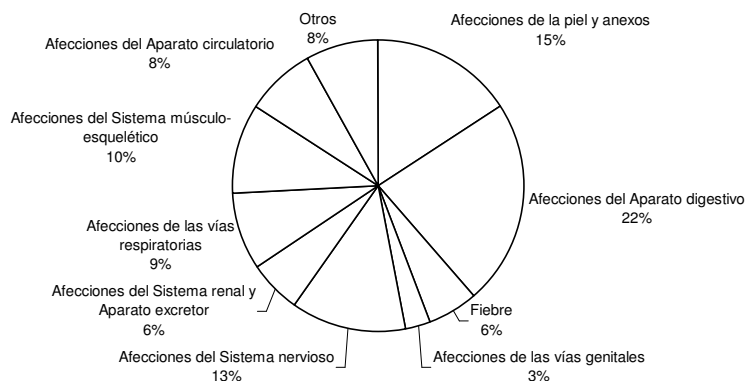 Otros
8%
Afecciones de la piel y anexos
15%
Afecciones del Aparato circulatorio
8%
Afecciones del Sistema músculo-
esquelético
10%
Afecciones del Aparato digestivo
22%
Afecciones de las vías
respiratorias
9%
Afecciones del Sistema renal y
Aparato excretor
6%
Fiebre
6%
Afecciones del Sistema nervioso
13%
Afecciones de las vías genitales
3%